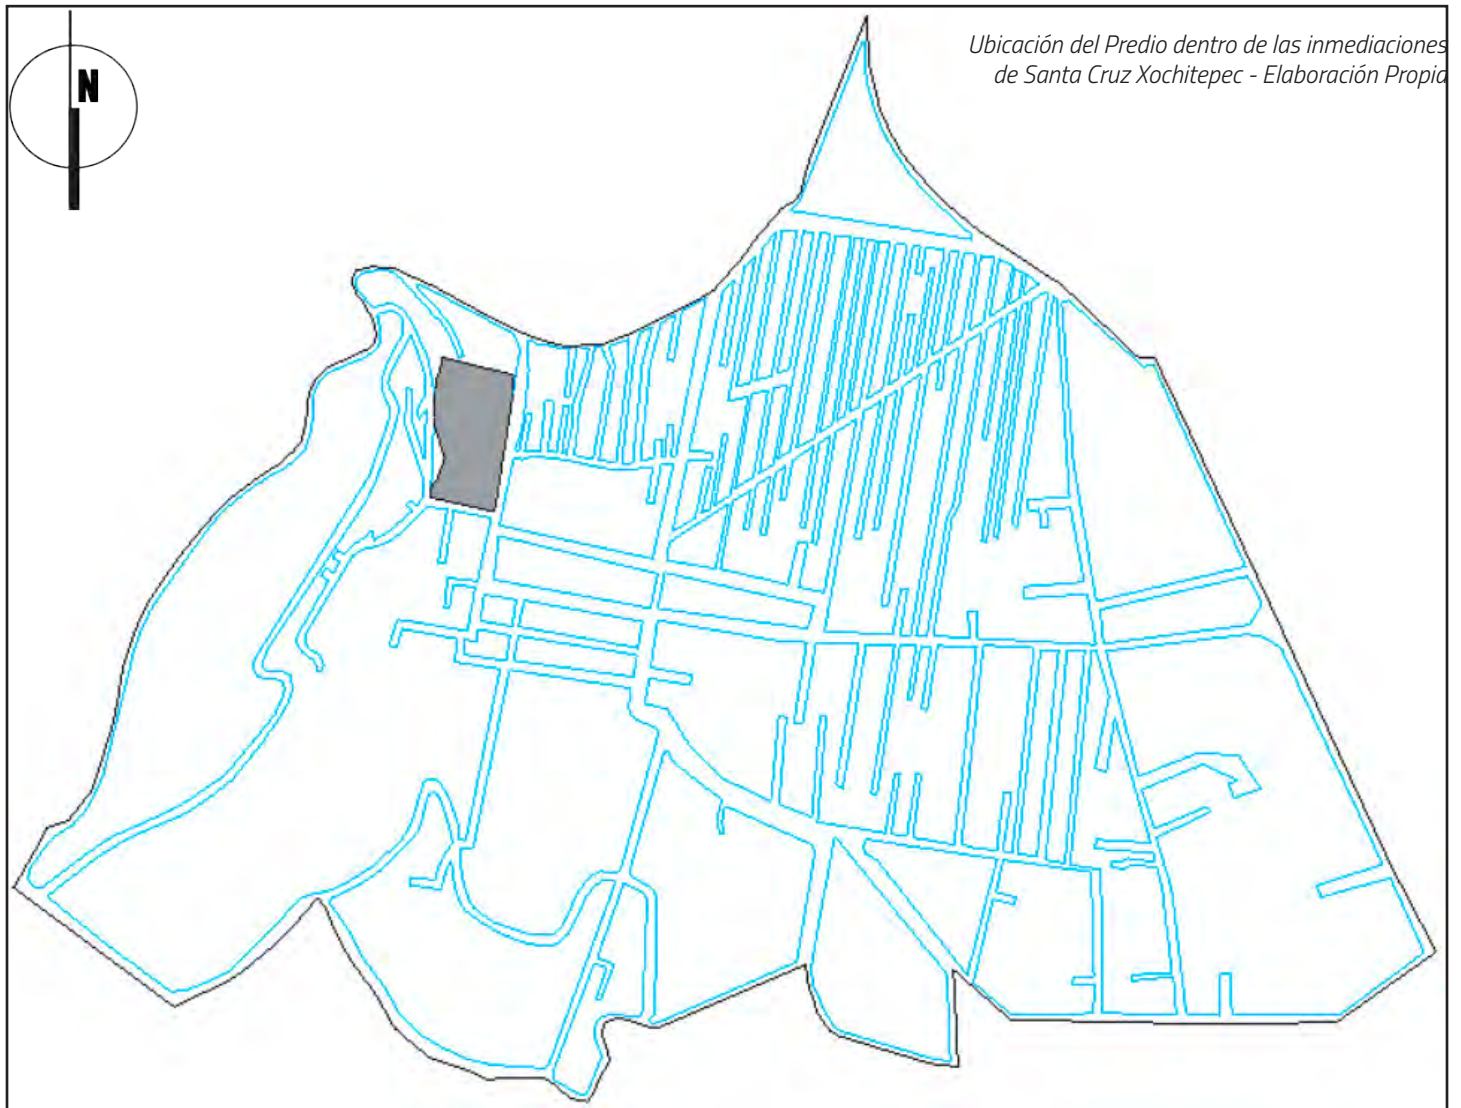 N
Ubicación del Predio dentro de las inmediaciones
de Santa Cruz Xochitepec - Elaboración Propia